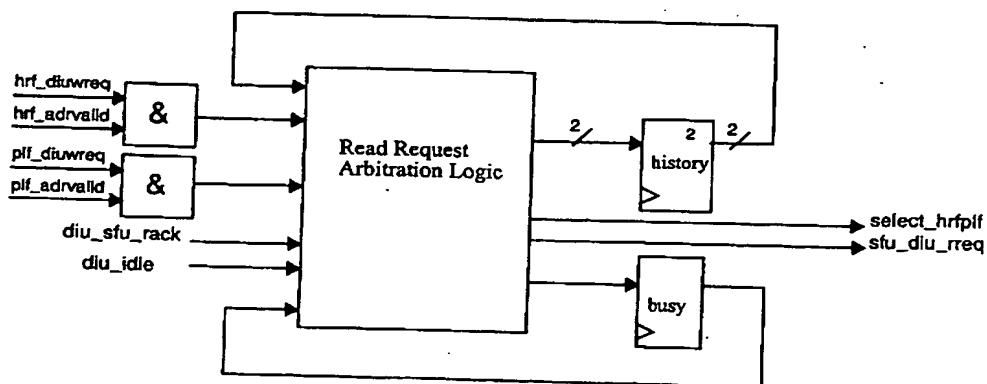 hrf_diuwreq
hrf_adrvalid
&
plf_diuwreq
plf_adrvalid
&
diu_sfu_rack
diu_idle
Read Request
Arbitration Logic
2
2
2
history
select_hrfplf
sfu_diu_rreq
busy